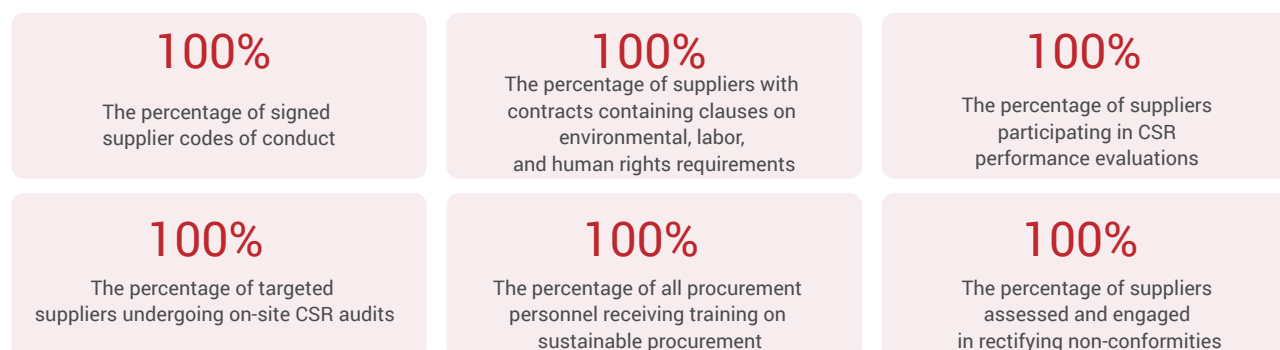 100%
The percentage of signed
supplier codes of conduct
100%
The percentage of suppliers with
contracts containing clauses on
environmental, labor,
and human rights requirements
100%
The percentage of suppliers
participating in CSR
performance evaluations
100%
The percentage of targeted
suppliers undergoing on-site CSR audits
100%
The percentage of all procurement
personnel receiving training on
sustainable procurement
100%
The percentage of suppliers
assessed and engaged
in rectifying non-conformities